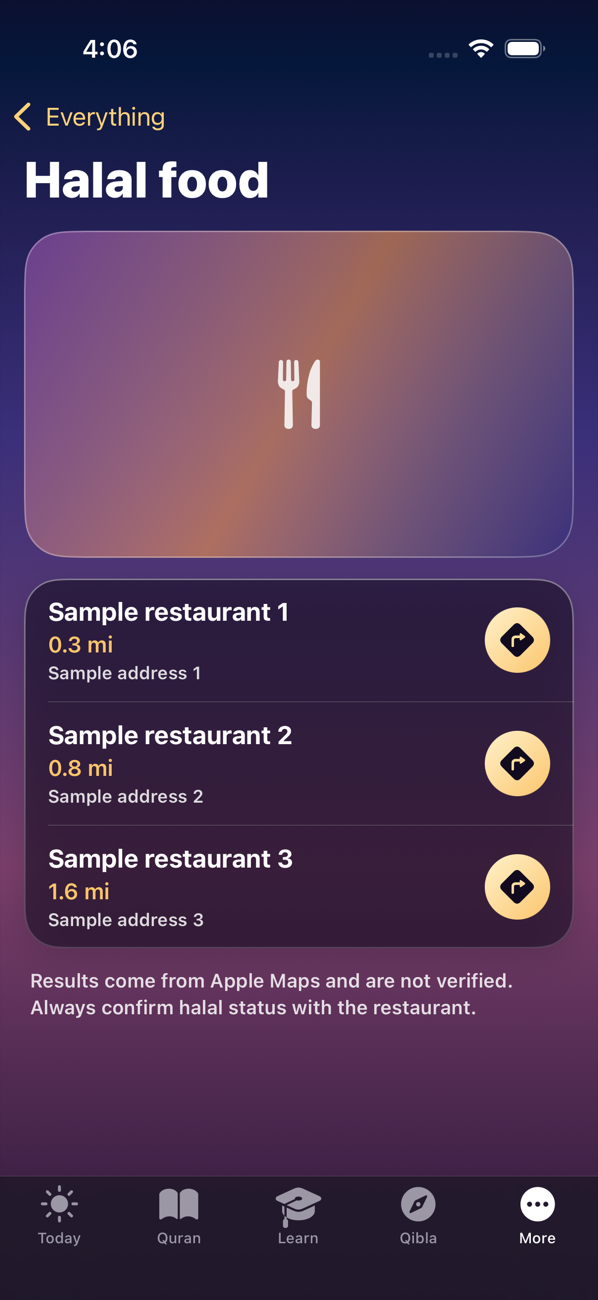 4:06
Everything
Halal food
Sample restaurant 1
0.3 mi
Sample address 1
Sample restaurant 2
0.8 mi
Sample address 2
Sample restaurant 3
1.6 mi
Sample address 3
Results come from Apple Maps and are not verified.
Always confirm halal status with the restaurant.
Today
Quran
Learn
Qibla
More